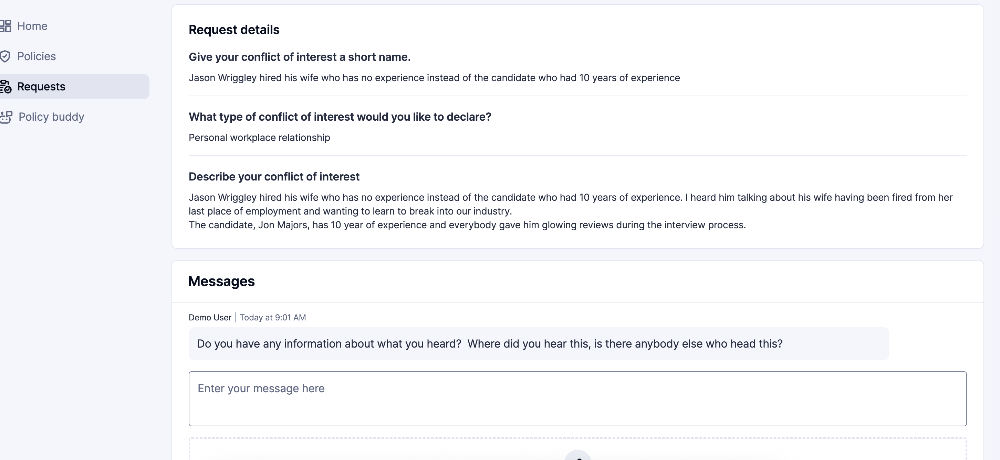 Home
Policies
Requests
Policy buddy
Request details
Give your conflict of interest a short name.
Jason Wriggley hired his wife who has no experience instead of the candidate who had 10 years of experience
What type of conflict of interest would you like to declare?
Personal workplace relationship
Describe your conflict of interest
Jason Wriggley hired his wife who has no experience instead of the candidate who had 10 years of experience. I heard him talking about his wife having been fired from her
last place of employment and wanting to learn to break into our industry.
The candidate, Jon Majors, has 10 year of experience and everybody gave him glowing reviews during the interview process.
Messages
Demo User | Today at 9:01 AM
Do you have any information about what you heard?  Where did you hear this, is there anybody else who head this?
Enter your message here